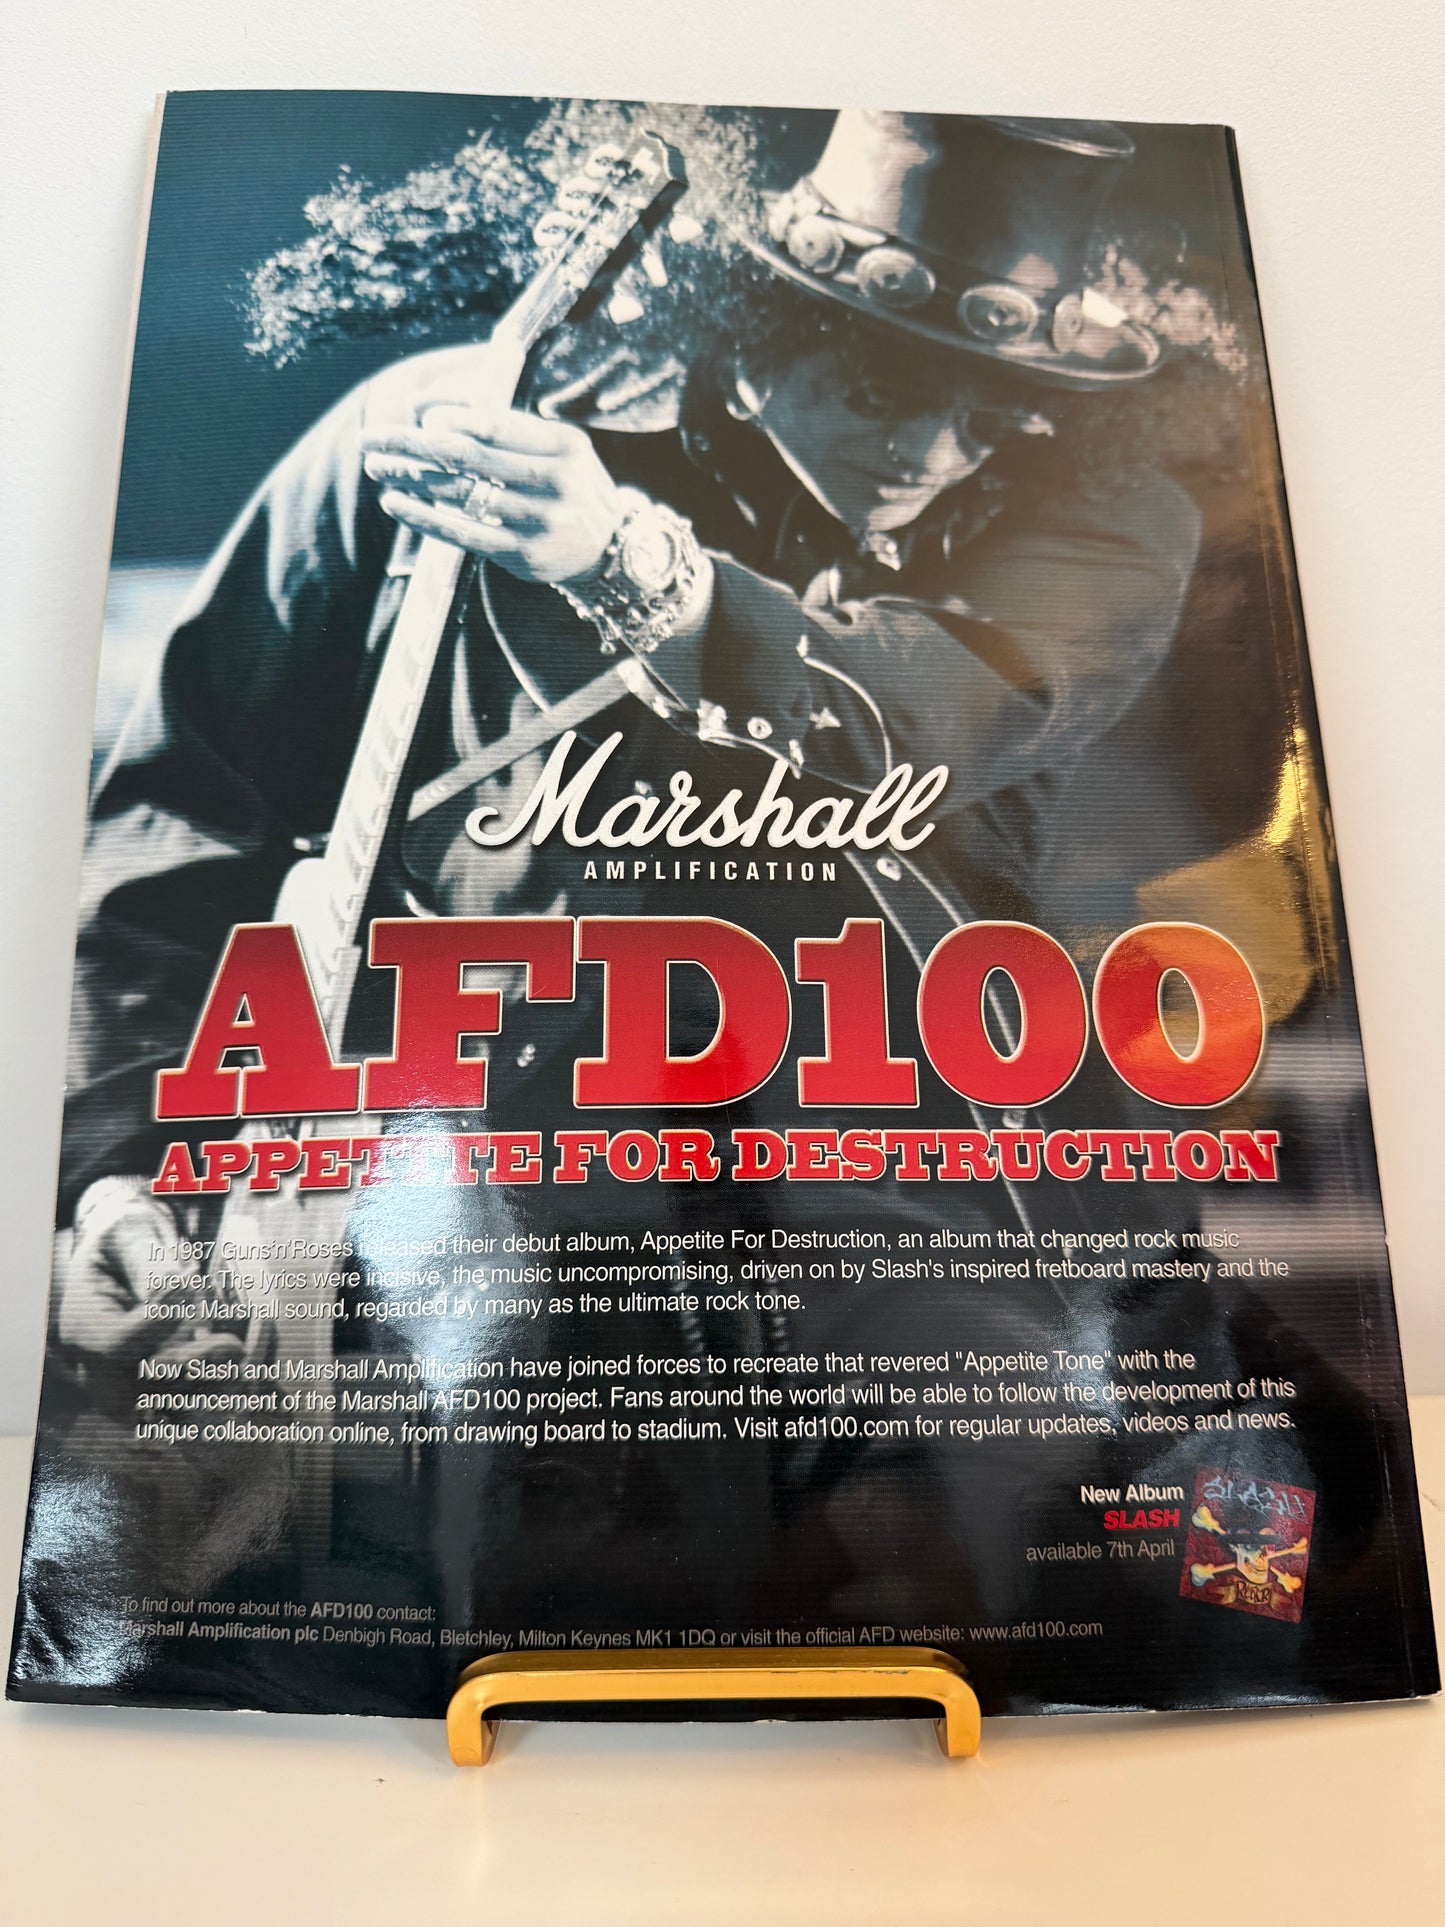 Marshall
AMPLIFICATION
AFD100
APPETITE FOR DESTRUCTION
In 1987 Guns'n'Roses released their debut album, Appetite For Destruction, an album that changed rock music
forever. The lyrics were incisive, the music uncompromising, driven on by Slash's inspired fretboard mastery and the
iconic Marshall sound, regarded by many as the ultimate rock tone.
Now Slash and Marshall Amplification have joined forces to recreate that revered "Appetite Tone" with the
announcement of the Marshall AFD100 project. Fans around the world will be able to follow the development of this
unique collaboration online, from drawing board to stadium. Visit afd100.com for regular updates, videos and news.
New Album
SLASH
available 7th April
SLASH
R&FN'R
To find out more about the AFD100 contact:
Marshall Amplification plc Denbigh Road, Bletchley, Milton Keynes MK1 1DQ or visit the official AFD website: www.afd100.com